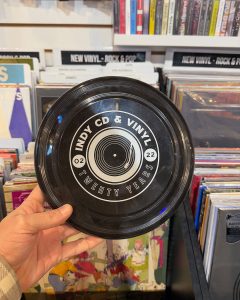 NEW VINYL - ROCK & POP
NEW VINYL - ROCK & POP
INDY CD & VINYL
02 22
TWENTY YEARS